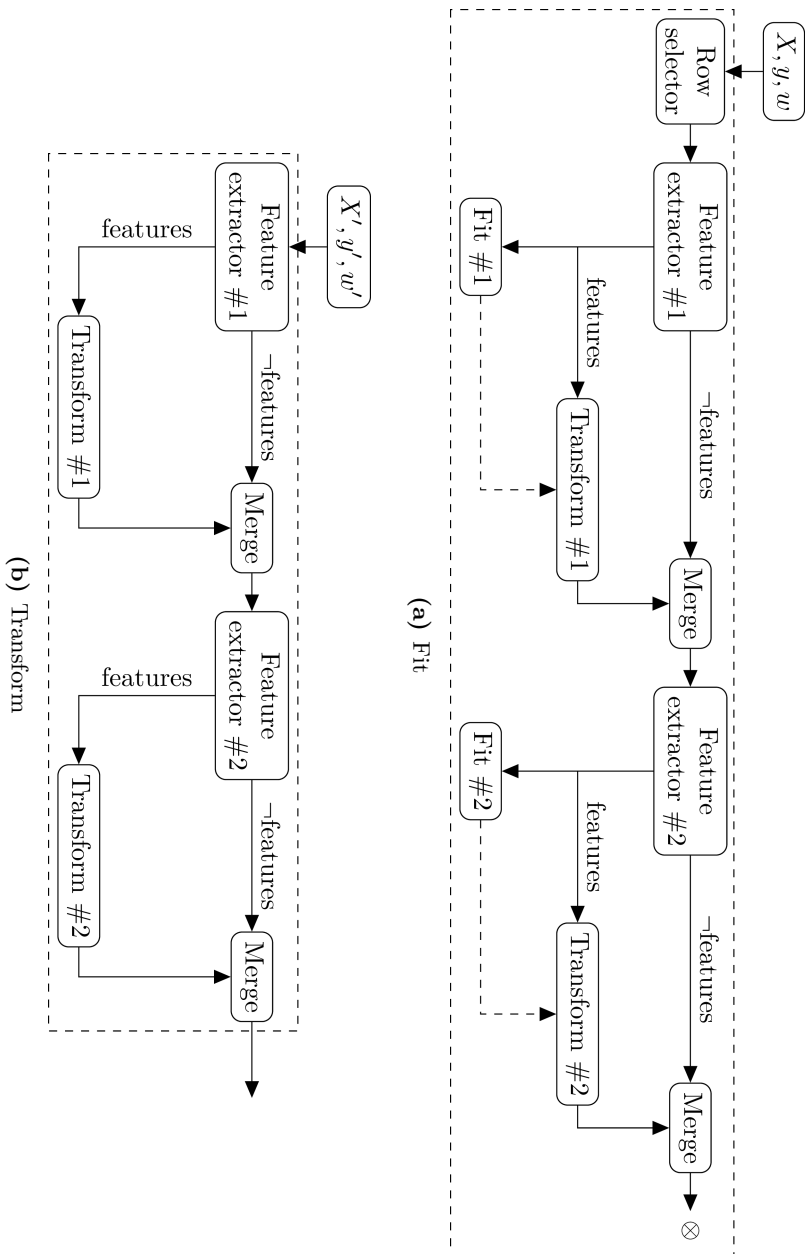 X, y, w
Row
selector
Feature
extractor #1
¬features
features
Fit #1
Transform #1
Merge
Feature
extractor #2
¬features
features
Fit #2
Transform #2
Merge
⊗
(a) Fit
X′, y′, w′
Feature
extractor #1
¬features
features
Transform #1
Merge
Feature
extractor #2
¬features
features
Transform #2
Merge
(b) Transform